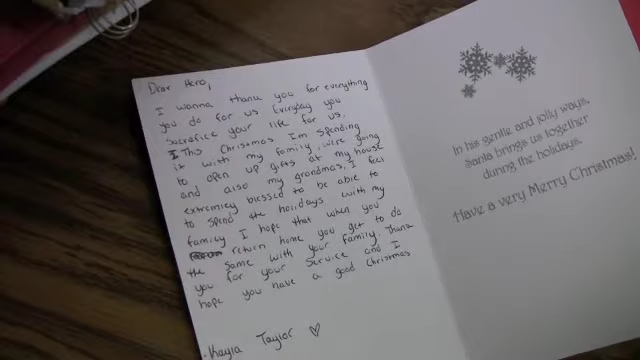 Dear Hero,
I wanna thank you for everything
you do for us Everyday you
sacrifice your life for us.
This Christmas I'm spending
it with my family, were going
to open up gifts at my house
and also my grandmas, I feel
extremley blessed to be able to
to spend the holidays with my
family I hope that when you
return home you get to do
the same with your family. Thank
you for your service and I
hope you have a good Christmas
-Kayla Taylor ♡
In his gentle and jolly ways,
Santa brings us together
during the holidays.
Have a very Merry Christmas!